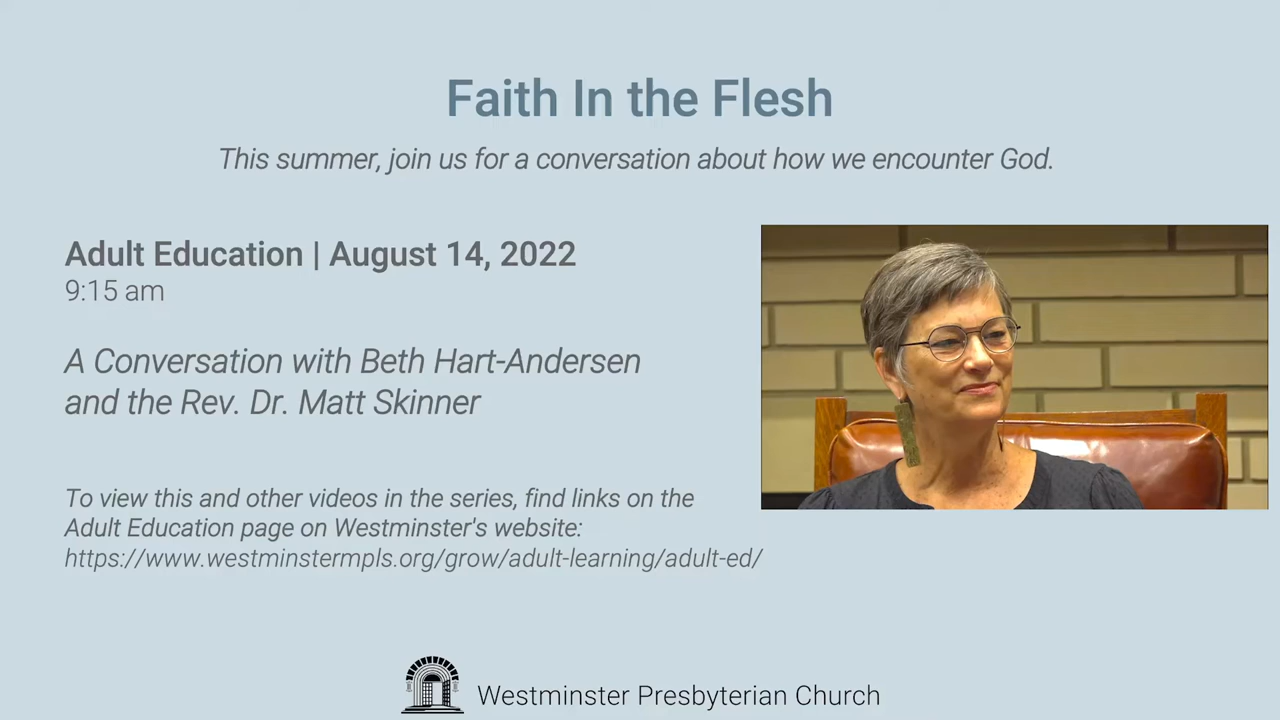 Faith In the Flesh
This summer, join us for a conversation about how we encounter God.
Adult Education | August 14, 2022
9:15 am
A Conversation with Beth Hart-Andersen
and the Rev. Dr. Matt Skinner
To view this and other videos in the series, find links on the
Adult Education page on Westminster's website:
https://www.westminstermpls.org/grow/adult-learning/adult-ed/
Westminster Presbyterian Church